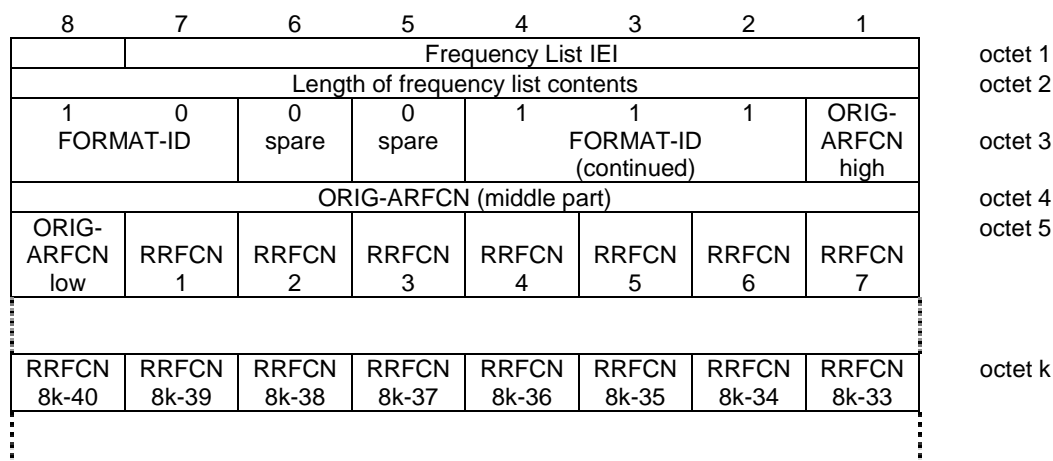 8 7 6 5 4 3 2 1
Frequency List IEI octet 1
Length of frequency list contents octet 2
1 0 0 0 1 1 1 ORIG-
FORMAT-ID spare spare FORMAT-ID ARFCN octet 3
(continued) high
ORIG-ARFCN (middle part) octet 4
ORIG- octet 5
ARFCN RRFCN RRFCN RRFCN RRFCN RRFCN RRFCN RRFCN
low 1 2 3 4 5 6 7
RRFCN RRFCN RRFCN RRFCN RRFCN RRFCN RRFCN RRFCN octet k
8k-40 8k-39 8k-38 8k-37 8k-36 8k-35 8k-34 8k-33